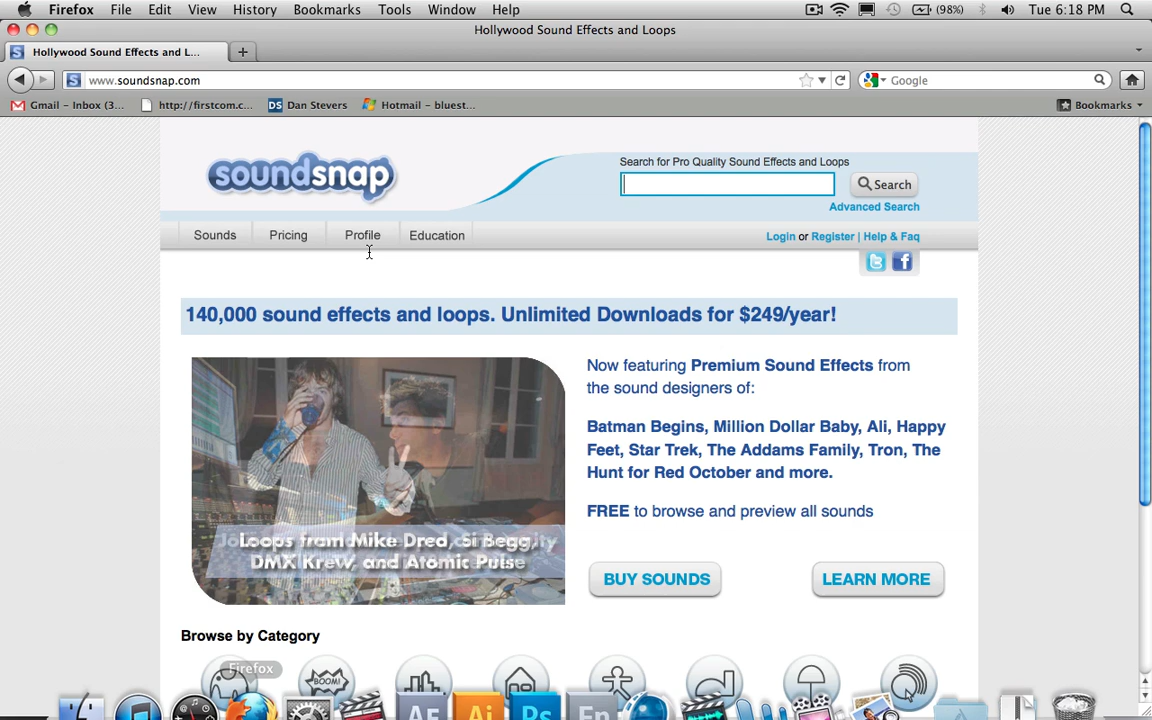 Firefox File Edit View History Bookmarks Tools Window Help (98%) Tue 6:18 PM
Hollywood Sound Effects and Loops
S Hollywood Sound Effects and L... +
S www.soundsnap.com Google
Gmail - Inbox (3... http://firstcom.c... DS Dan Stevers Hotmail - bluest... Bookmarks
soundsnap
Search for Pro Quality Sound Effects and Loops
Search
Advanced Search
Sounds Pricing Profile Education Login or Register | Help & Faq
140,000 sound effects and loops. Unlimited Downloads for $249/year!
Now featuring Premium Sound Effects from
the sound designers of:
Batman Begins, Million Dollar Baby, Ali, Happy
Feet, Star Trek, The Addams Family, Tron, The
Hunt for Red October and more.
FREE to browse and preview all sounds
Loops from Mike Dred, Si Begg,
DMX Krew, and Atomic Pulse
BUY SOUNDS LEARN MORE
Browse by Category
Firefox
BOOM!
AE Ai Ps En